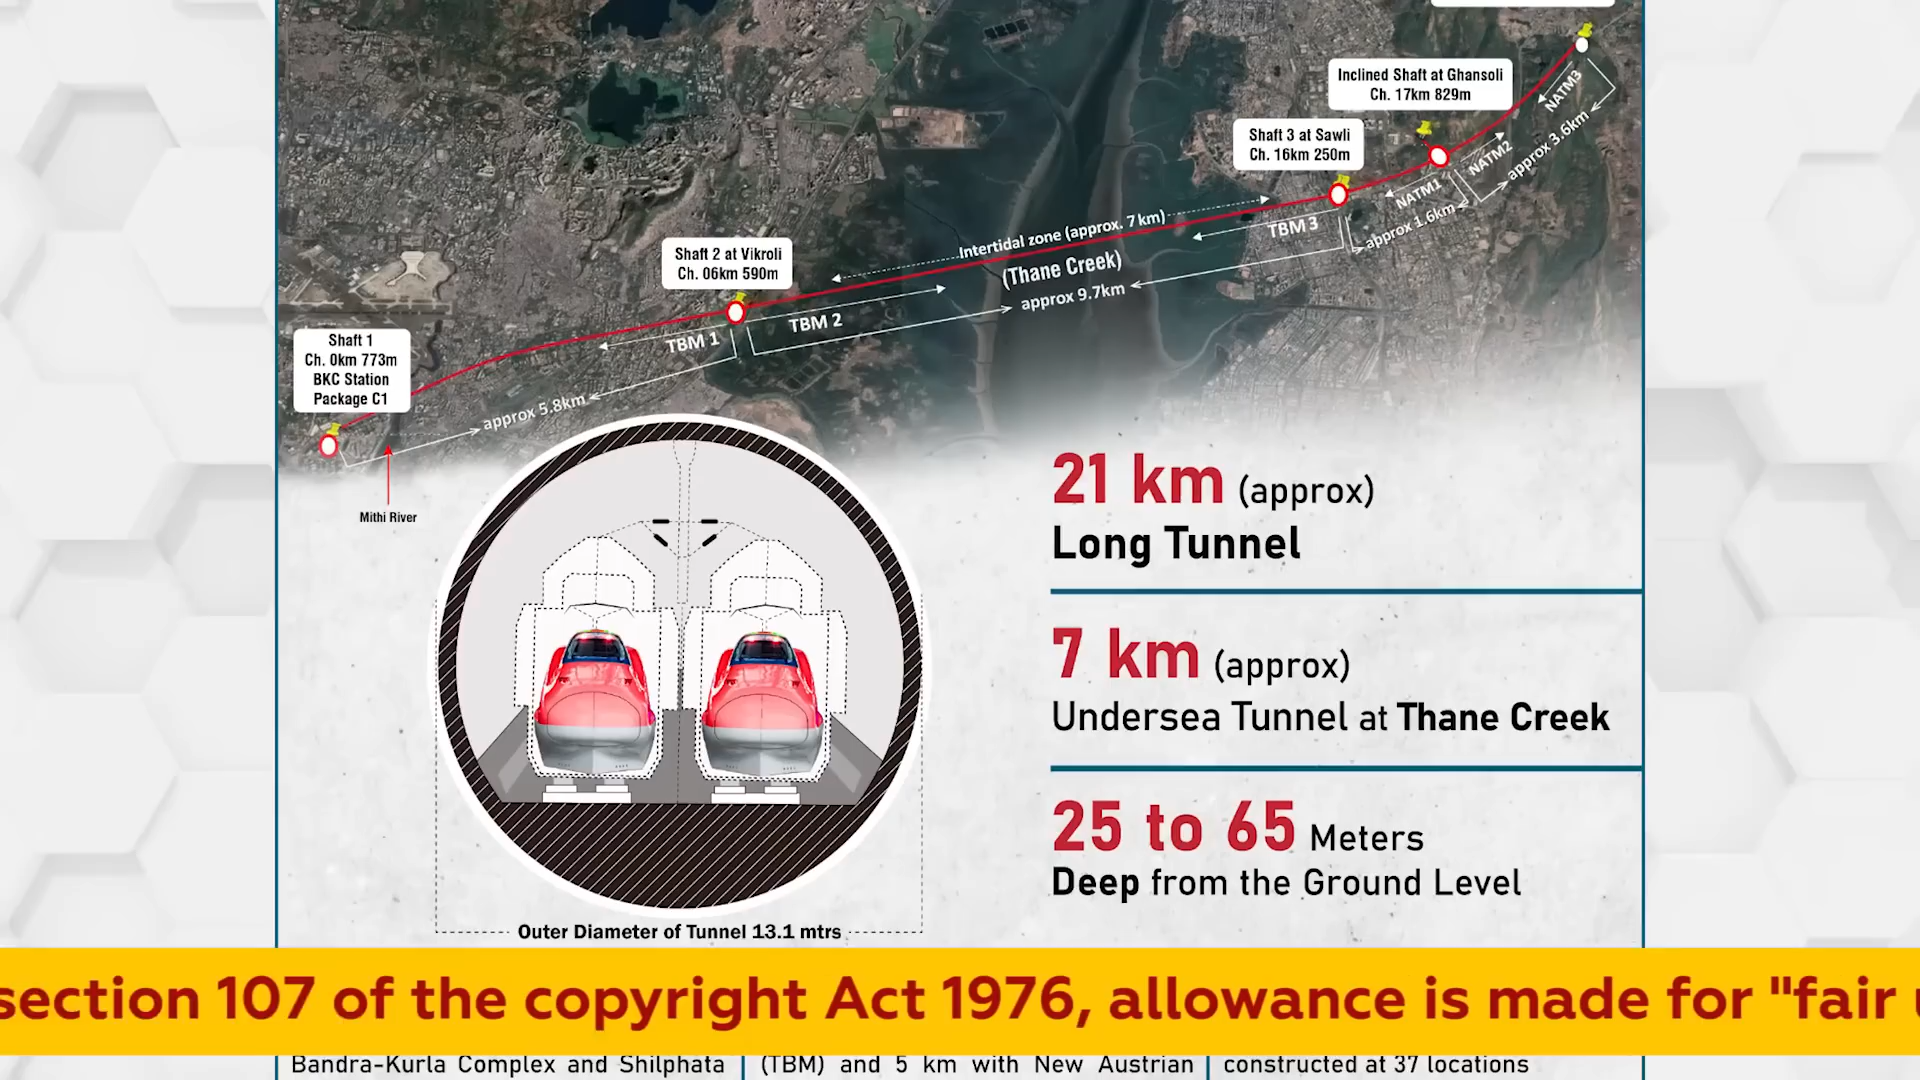 Inclined Shaft at Ghansoli
Ch. 17km 829m
NATM3
Shaft 3 at Sawli
Ch. 16km 250m
NATM2
approx 3.6km
NATM1
approx 1.6km
Intertidal zone (approx. 7 km)
TBM 3
(Thane Creek)
approx 9.7km
Shaft 2 at Vikroli
Ch. 06km 590m
TBM 2
TBM 1
Shaft 1
Ch. 0km 773m
BKC Station
Package C1
approx 5.8km
Mithi River
21 km (approx)
Long Tunnel
7 km (approx)
Undersea Tunnel at Thane Creek
25 to 65 Meters
Deep from the Ground Level
Outer Diameter of Tunnel 13.1 mtrs
section 107 of the copyright Act 1976, allowance is made for "fair
Bandra-Kurla Complex and Shilphata
(TBM) and 5 km with New Austrian
constructed at 37 locations